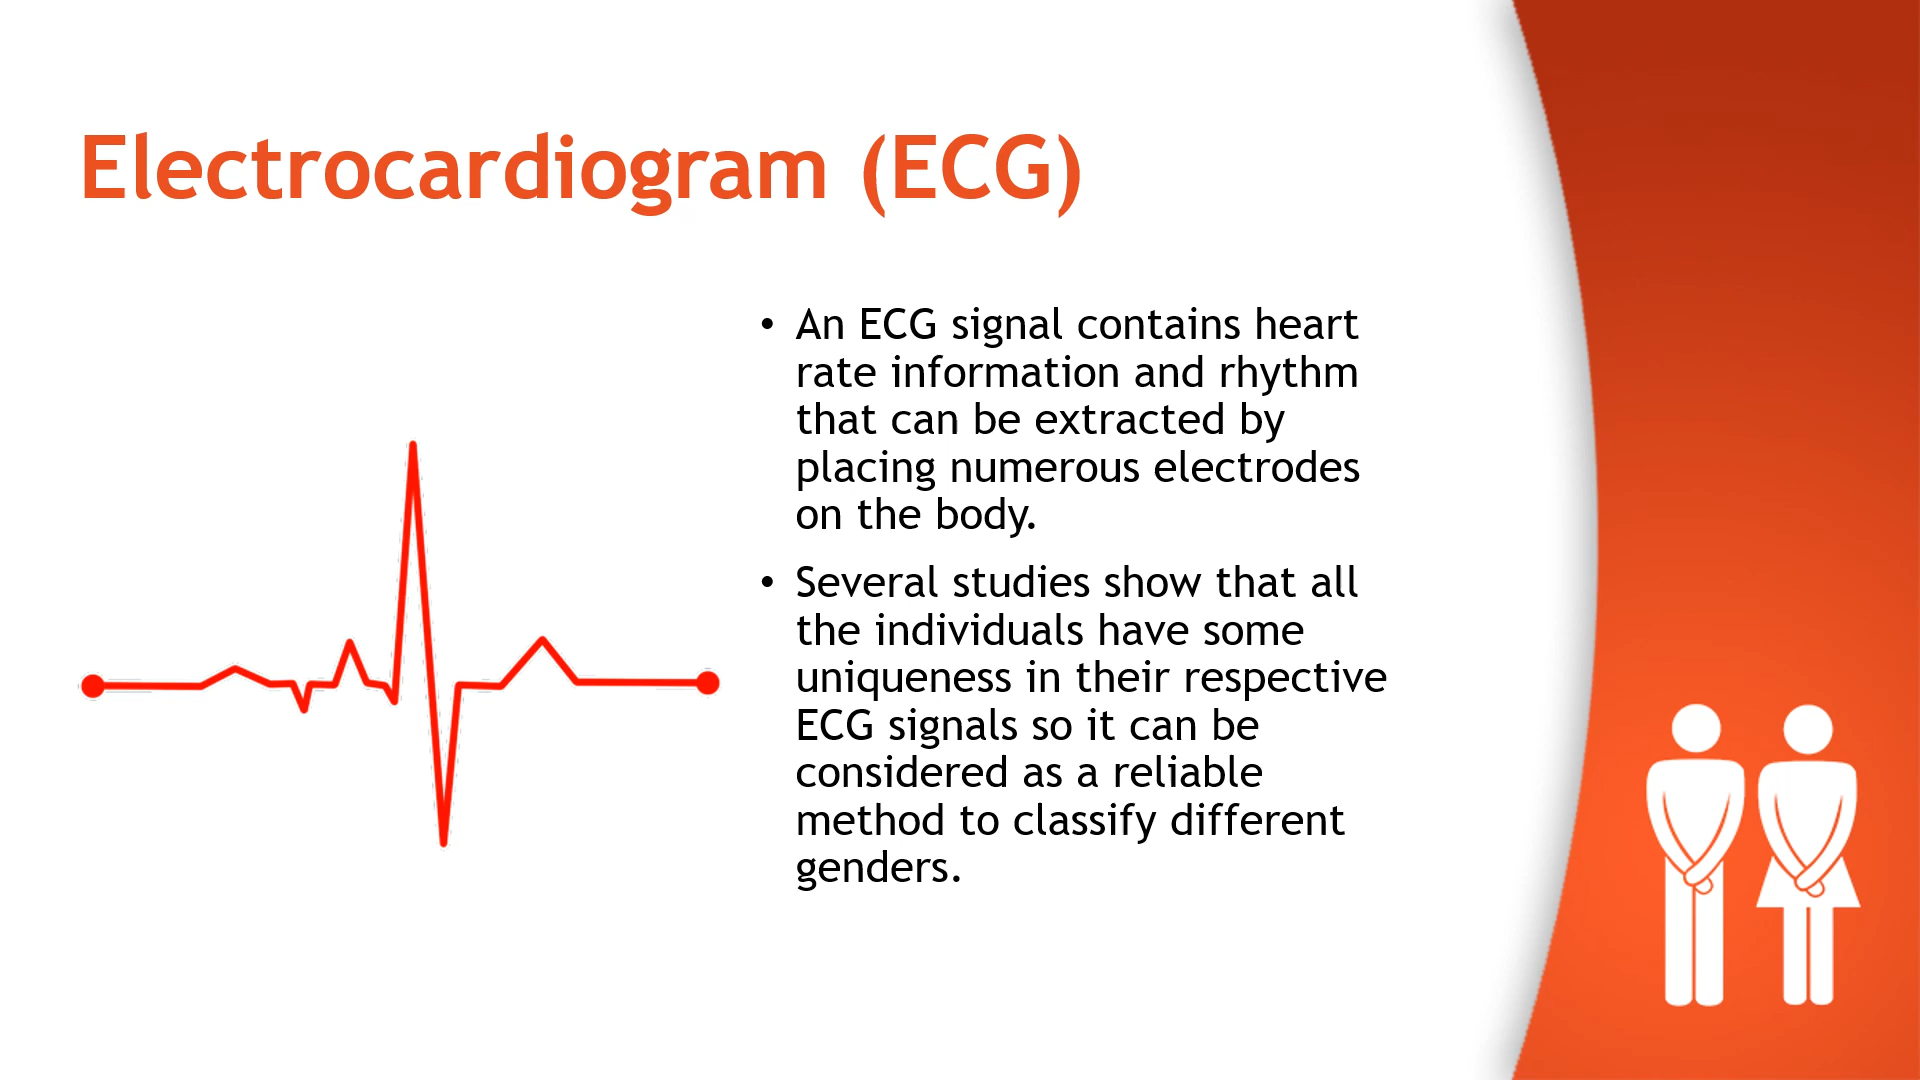 Electrocardiogram (ECG)
• An ECG signal contains heart
rate information and rhythm
that can be extracted by
placing numerous electrodes
on the body.
• Several studies show that all
the individuals have some
uniqueness in their respective
ECG signals so it can be
considered as a reliable
method to classify different
genders.